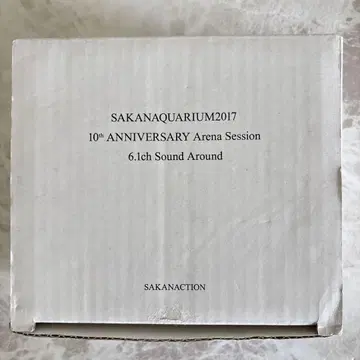 SAKANAQUARIUM2017
10th ANNIVERSARY Arena Session
6.1ch Sound Around
SAKANACTION